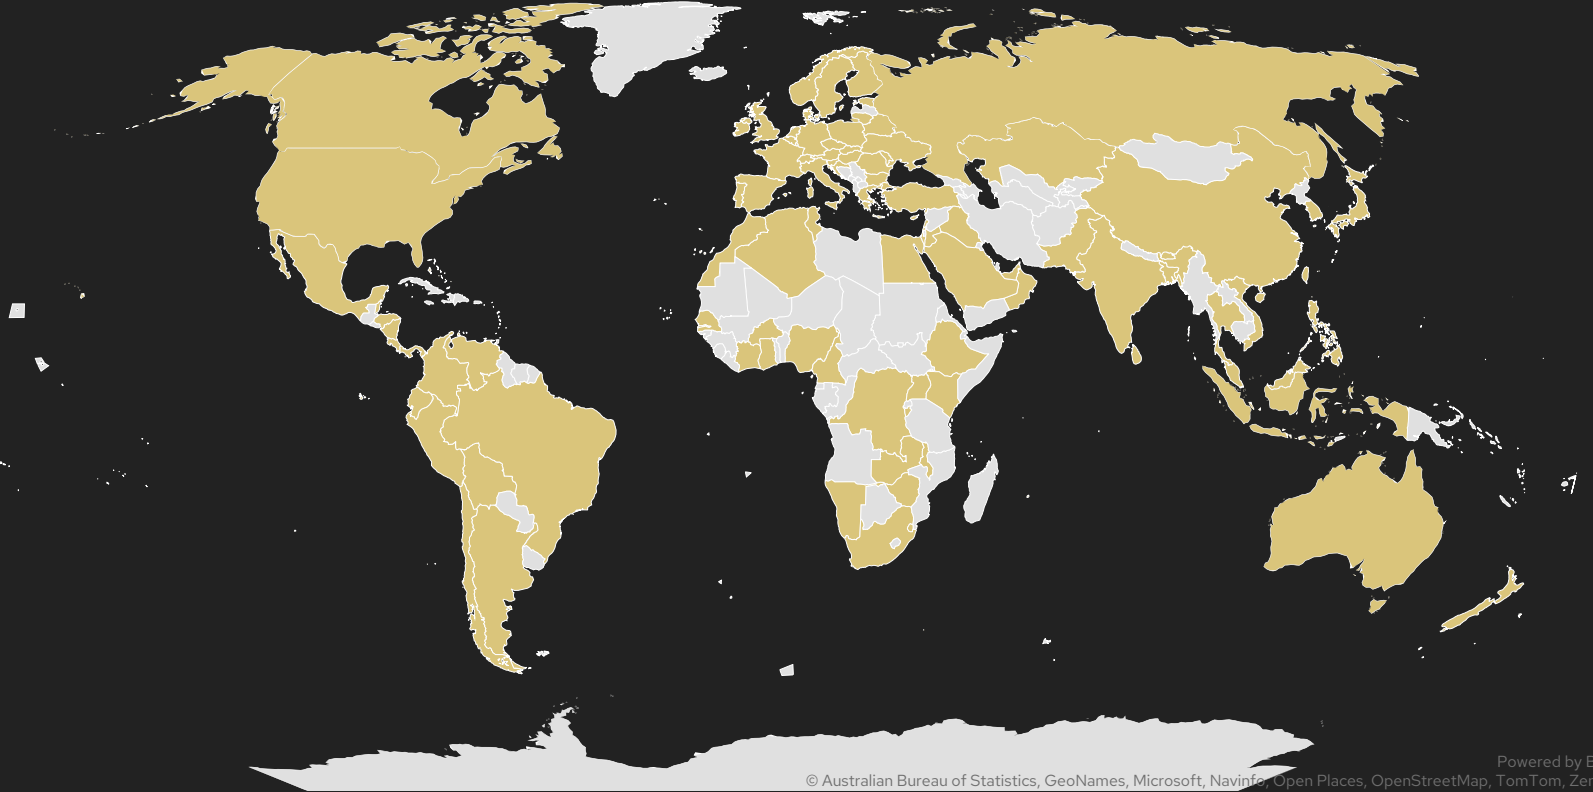 Powered by
© Australian Bureau of Statistics, GeoNames, Microsoft, Navinfo, Open Places, OpenStreetMap, TomTom,